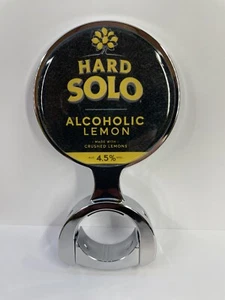 HARD
SOLO
ALCOHOLIC
LEMON
MADE WITH
CRUSHED LEMONS
4.5%